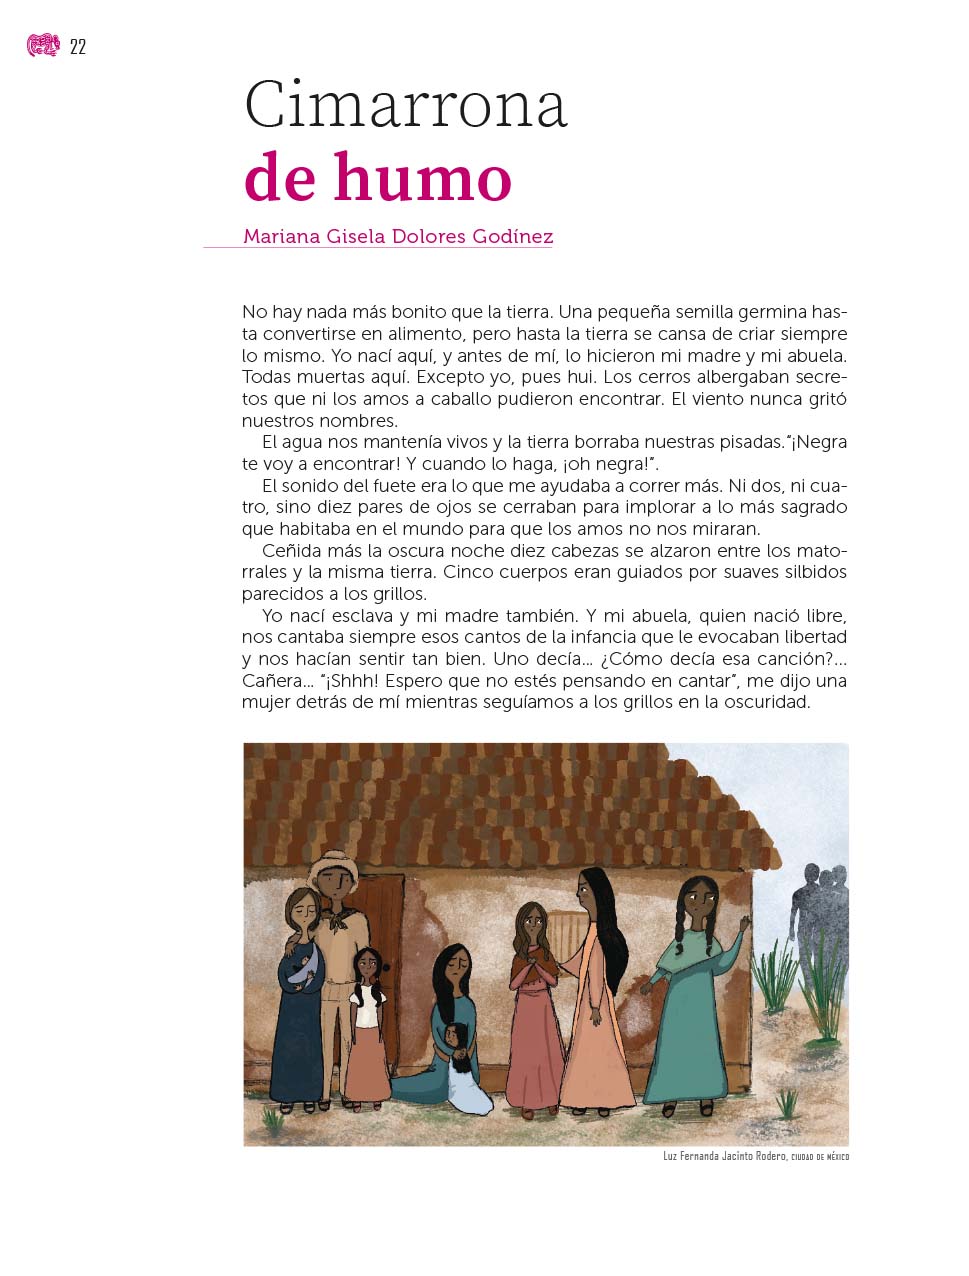 22
Cimarrona
de humo
Mariana Gisela Dolores Godínez
No hay nada más bonito que la tierra. Una pequeña semilla germina has-
ta convertirse en alimento, pero hasta la tierra se cansa de criar siempre
lo mismo. Yo nací aquí, y antes de mí, lo hicieron mi madre y mi abuela.
Todas muertas aquí. Excepto yo, pues hui. Los cerros albergaban secre-
tos que ni los amos a caballo pudieron encontrar. El viento nunca gritó
nuestros nombres.
El agua nos mantenía vivos y la tierra borraba nuestras pisadas.“¡Negra
te voy a encontrar! Y cuando lo haga, ¡oh negra!”.
El sonido del fuete era lo que me ayudaba a correr más. Ni dos, ni cua-
tro, sino diez pares de ojos se cerraban para implorar a lo más sagrado
que habitaba en el mundo para que los amos no nos miraran.
Ceñida más la oscura noche diez cabezas se alzaron entre los mato-
rrales y la misma tierra. Cinco cuerpos eran guiados por suaves silbidos
parecidos a los grillos.
Yo nací esclava y mi madre también. Y mi abuela, quien nació libre,
nos cantaba siempre esos cantos de la infancia que le evocaban libertad
y nos hacían sentir tan bien. Uno decía... ¿Cómo decía esa canción?...
Cañera... “¡Shhh! Espero que no estés pensando en cantar”, me dijo una
mujer detrás de mí mientras seguíamos a los grillos en la oscuridad.
Luz Fernanda Jacinto Rodero, CIUDAD DE MÉXICO